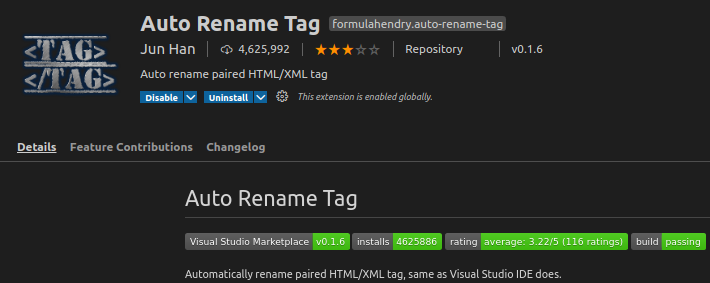 <TAG>
</TAG>
Auto Rename Tag formulahendry.auto-rename-tag
Jun Han 4,625,992 Repository v0.1.6
Auto rename paired HTML/XML tag
Disable Uninstall This extension is enabled globally.
Details Feature Contributions Changelog
Auto Rename Tag
Visual Studio Marketplace v0.1.6 installs 4625886 rating average: 3.22/5 (116 ratings) build passing
Automatically rename paired HTML/XML tag, same as Visual Studio IDE does.